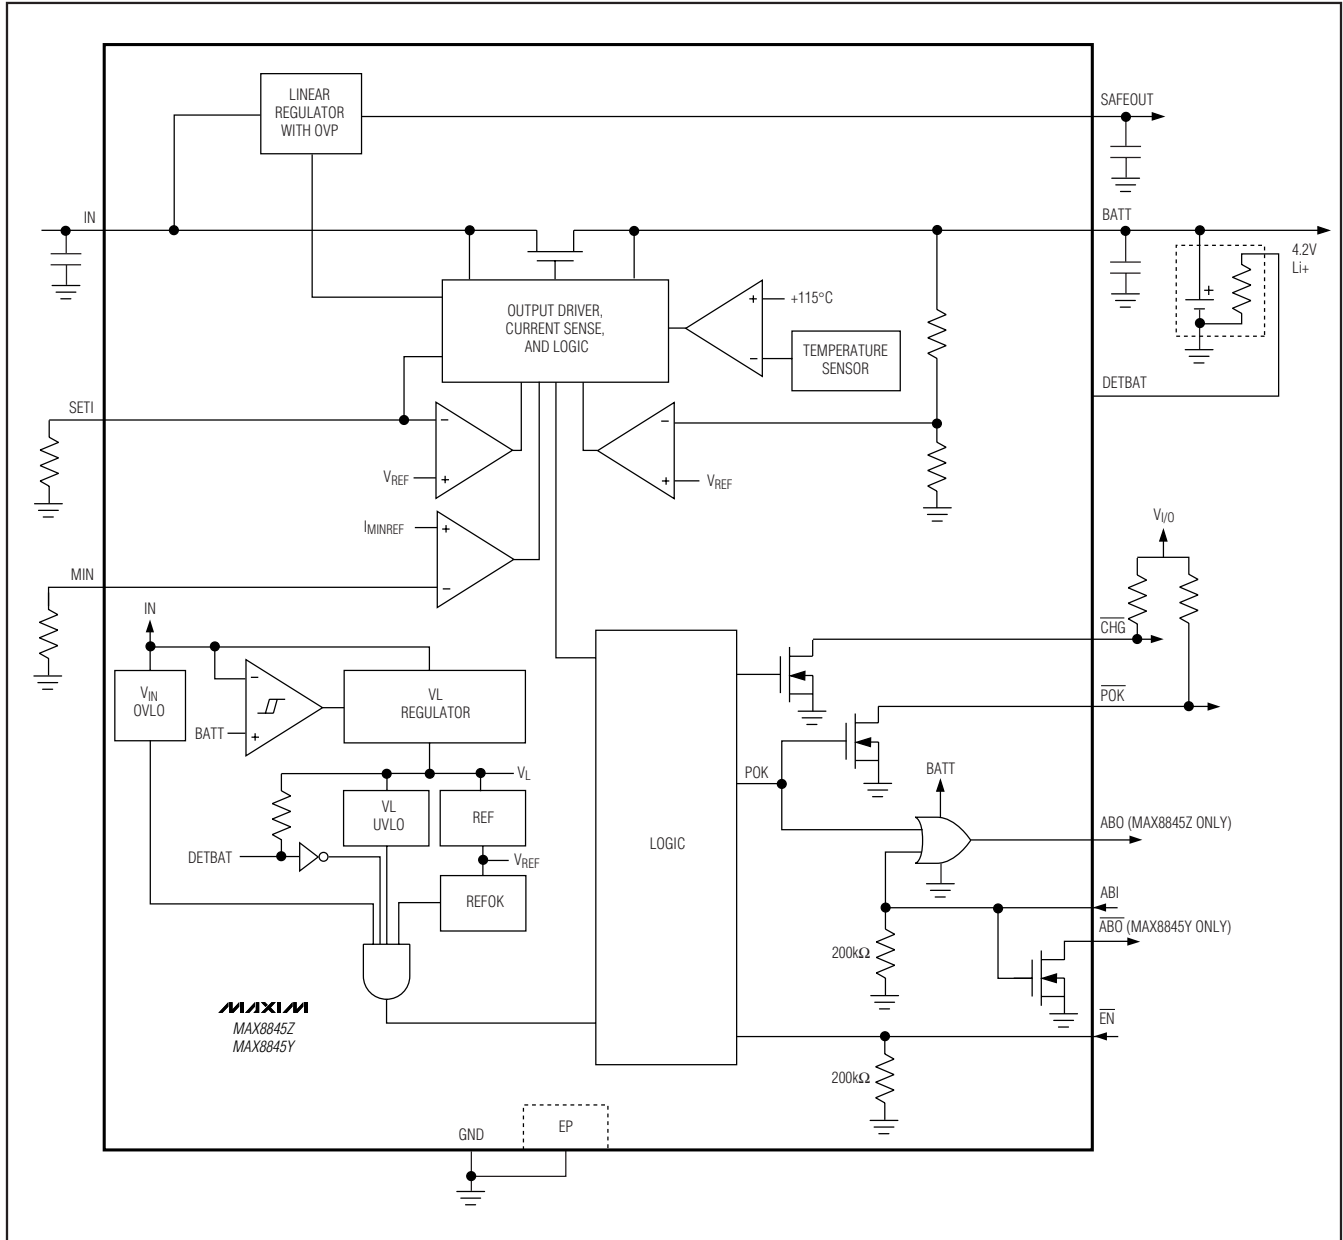 LINEAR
REGULATOR
WITH OVP
SAFEOUT
IN
BATT
4.2V
Li+
+
OUTPUT DRIVER,
CURRENT SENSE,
AND LOGIC
+
+115°C
−
TEMPERATURE
SENSOR
DETBAT
SETI
−
VREF
+
−
+
VREF
IMINREF
+
MIN
−
VI/O
IN
CHG
VIN
OVLO
−
BATT
+
VL
REGULATOR
POK
VL
POK
BATT
VL
UVLO
REF
DETBAT
VREF
REFOK
LOGIC
ABO (MAX8845Z ONLY)
ABI
ABO (MAX8845Y ONLY)
200kΩ
MAXIM
MAX8845Z
MAX8845Y
EN
200kΩ
GND
EP